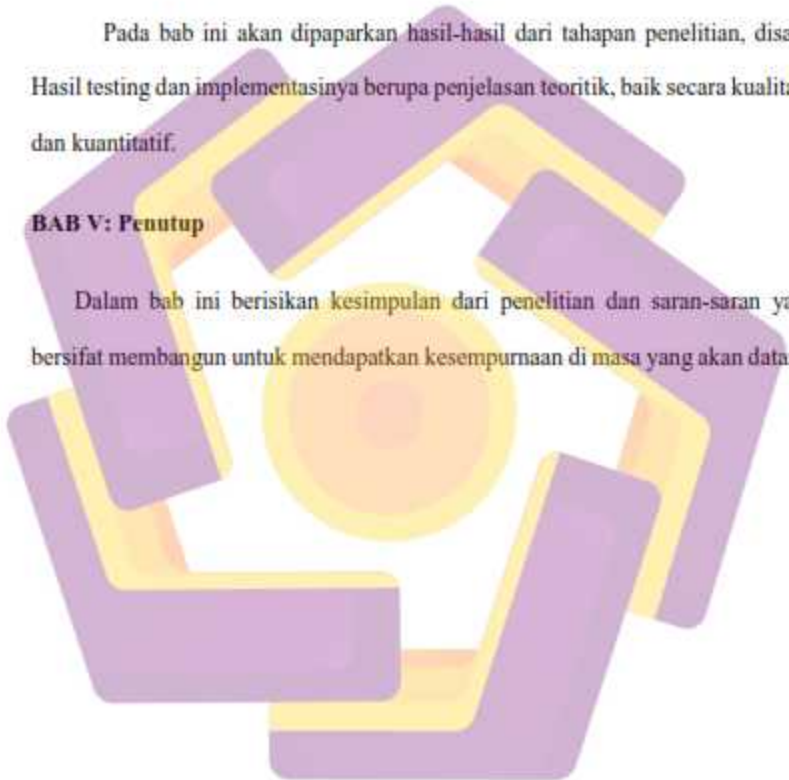 Pada bab ini akan dipaparkan hasil-hasil dari tahapan penelitian, disa
Hasil testing dan implementasinya berupa penjelasan teoritik, baik secara kualita
dan kuantitatif.
BAB V: Penutup
Dalam bab ini berisikan kesimpulan dari penelitian dan saran-saran ya
bersifat membangun untuk mendapatkan kesempurnaan di masa yang akan data